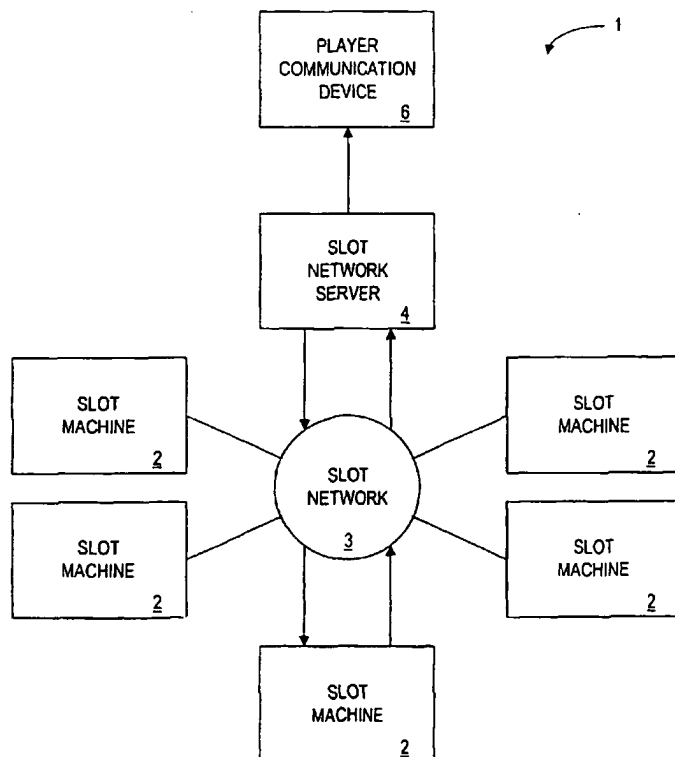 1
PLAYER
COMMUNICATION
DEVICE
6
SLOT
NETWORK
SERVER
4
SLOT
MACHINE
2
SLOT
MACHINE
2
SLOT
NETWORK
3
SLOT
MACHINE
2
SLOT
MACHINE
2
SLOT
MACHINE
2